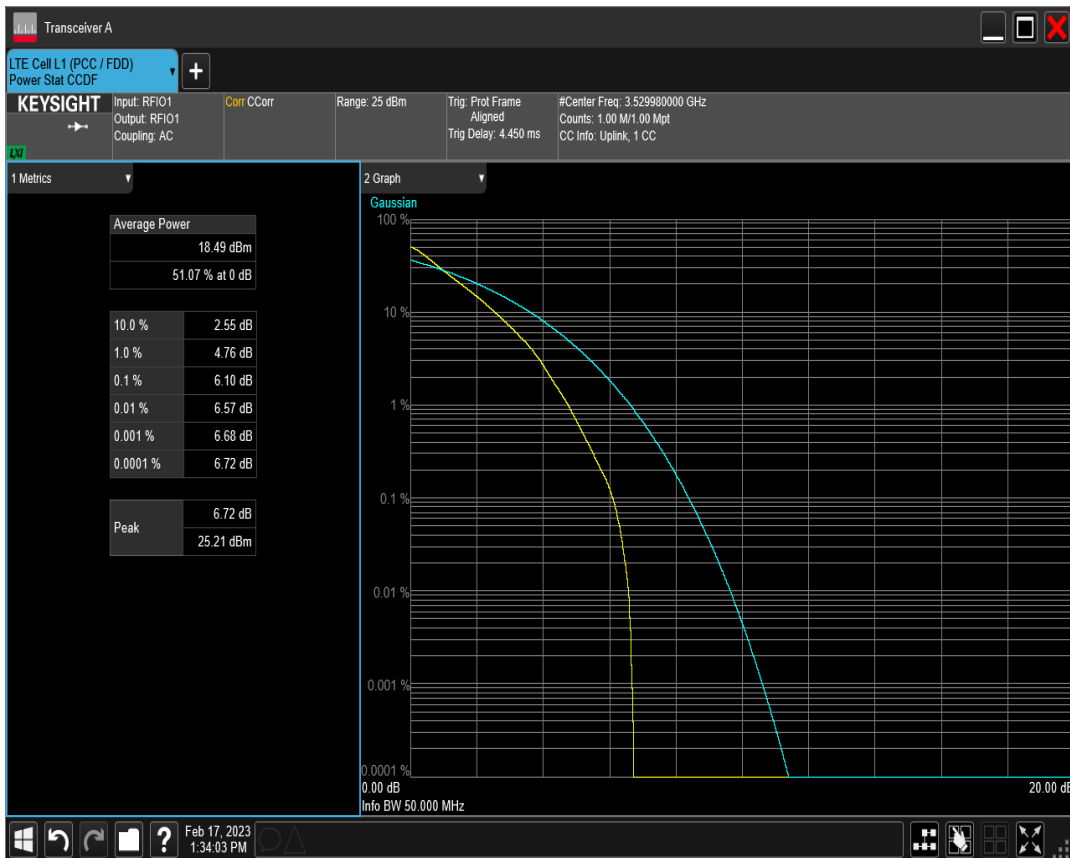 Transceiver A
LTE Cell L1 (PCC / FDD)
Power Stat CCDF
+
KEYSIGHT
LXI
Input: RFIO1
Output: RFIO1
Coupling: AC
Corr CCorr
Range: 25 dBm
Trig: Prot Frame
Aligned
Trig Delay: 4.450 ms
#Center Freq: 3.529980000 GHz
Counts: 1.00 M/1.00 Mpt
CC Info: Uplink, 1 CC
1 Metrics
Average Power
18.49 dBm
51.07 % at 0 dB
10.0 % 2.55 dB
1.0 % 4.76 dB
0.1 % 6.10 dB
0.01 % 6.57 dB
0.001 % 6.68 dB
0.0001 % 6.72 dB
Peak
6.72 dB
25.21 dBm
2 Graph
Gaussian
100 %
10 %
1 %
0.1 %
0.01 %
0.001 %
0.0001 %
0.00 dB 20.00 dB
Info BW 50.000 MHz
?
Feb 17, 2023
1:34:03 PM